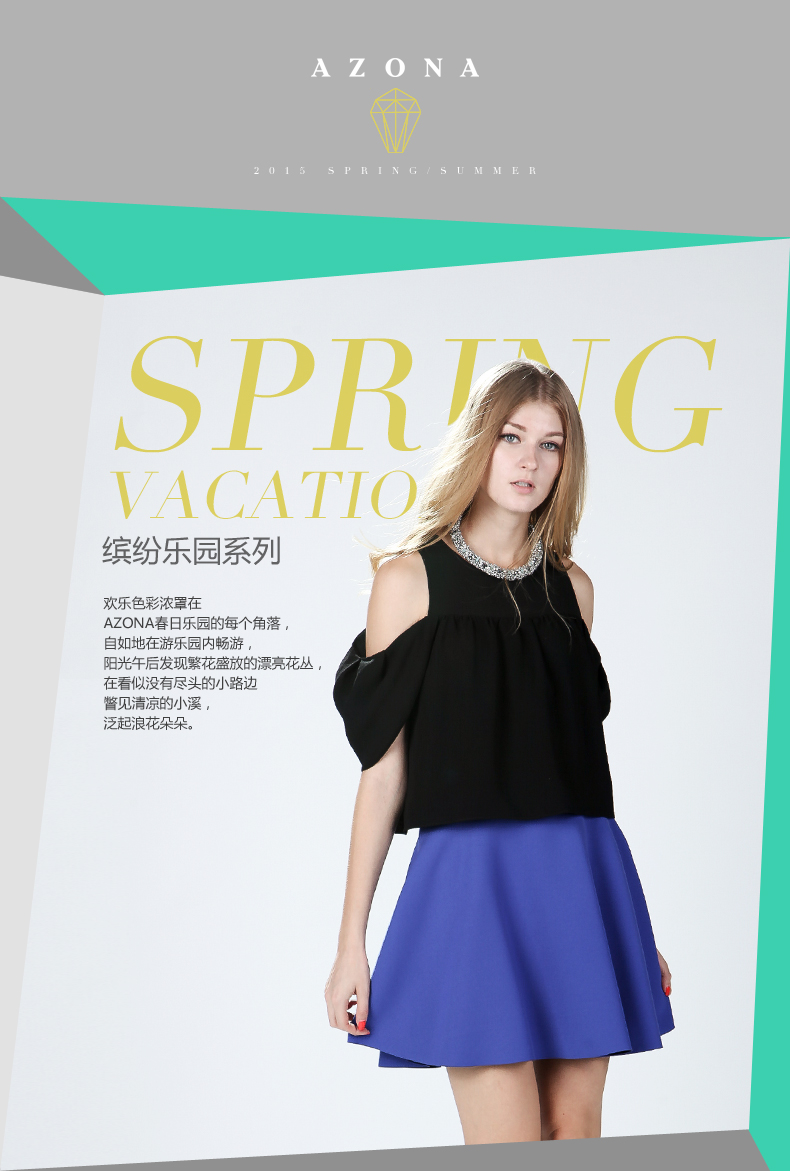 AZONA
2015 SPRING/SUMMER
SPRING
VACATIO
缤纷乐园系列
欢乐色彩浓罩在
AZONA春日乐园的每个角落，
自如地在游乐园内畅游，
阳光午后发现繁花盛放的漂亮花丛，
在看似没有尽头的小路边
瞥见清凉的小溪，
泛起浪花朵朵。